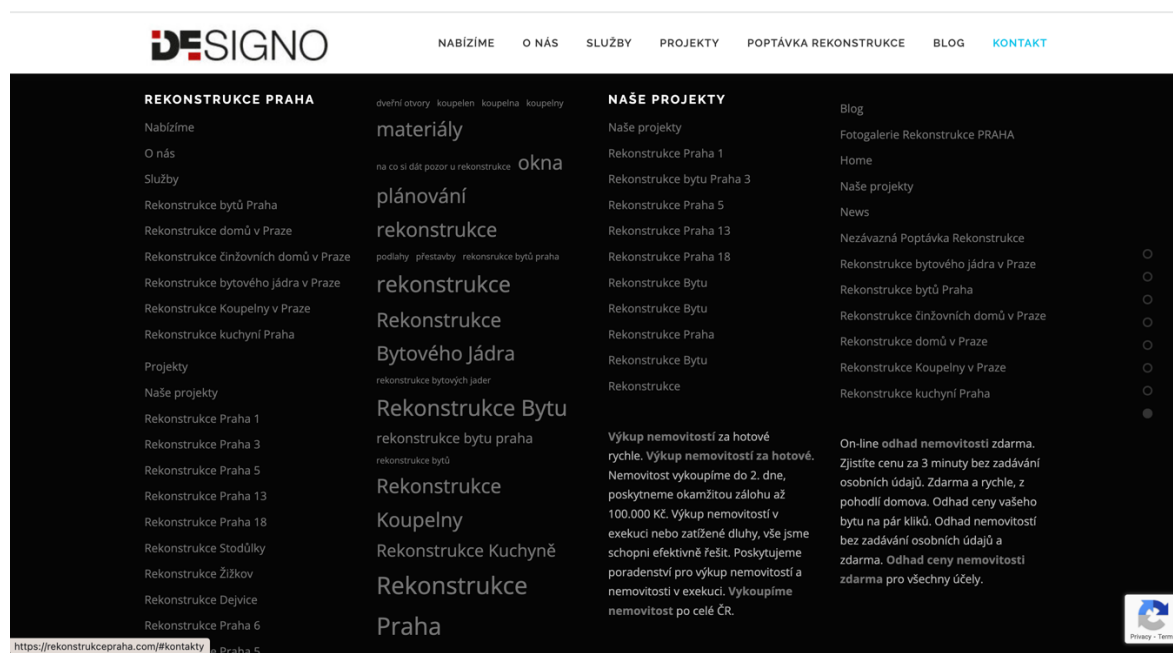 DESIGNO
NABÍZÍME O NÁS SLUŽBY PROJEKTY POPTÁVKA REKONSTRUKCE BLOG KONTAKT
REKONSTRUKCE PRAHA
Nabízíme
O nás
Služby
Rekonstrukce bytů Praha
Rekonstrukce domů v Praze
Rekonstrukce činžovních domů v Praze
Rekonstrukce bytového jádra v Praze
Rekonstrukce Koupelny v Praze
Rekonstrukce kuchyní Praha
Projekty
Naše projekty
Rekonstrukce Praha 1
Rekonstrukce Praha 3
Rekonstrukce Praha 5
Rekonstrukce Praha 13
Rekonstrukce Praha 18
Rekonstrukce Stodůlky
Rekonstrukce Žižkov
Rekonstrukce Dejvice
Rekonstrukce Praha 6
e Praha 5
dveřní otvory koupelen koupelna koupelny
materiály
na co si dát pozor u rekonstrukce okna
plánování
rekonstrukce
podlahy přestavby rekonsrukce bytů praha
rekonstrukce
Rekonstrukce
Bytového Jádra
rekonstrukce bytových jader
Rekonstrukce Bytu
rekonstrukce bytu praha
rekonstrukce bytů
Rekonstrukce
Koupelny
Rekonstrukce Kuchyně
Rekonstrukce
Praha
NAŠE PROJEKTY
Naše projekty
Rekonstrukce Praha 1
Rekonstrukce bytu Praha 3
Rekonstrukce Praha 5
Rekonstrukce Praha 13
Rekonstrukce Praha 18
Rekonstrukce Bytu
Rekonstrukce Bytu
Rekonstrukce Praha
Rekonstrukce Bytu
Rekonstrukce
Výkup nemovitostí za hotové
rychle. Výkup nemovitostí za hotové.
Nemovitost vykoupíme do 2. dne,
poskytneme okamžitou zálohu až
100.000 Kč. Výkup nemovitostí v
exekuci nebo zatížené dluhy, vše jsme
schopni efektivně řešit. Poskytujeme
poradenství pro výkup nemovitostí a
nemovitosti v exekuci. Vykoupíme
nemovitost po celé ČR.
Blog
Fotogalerie Rekonstrukce PRAHA
Home
Naše projekty
News
Nezávazná Poptávka Rekonstrukce
Rekonstrukce bytového jádra v Praze
Rekonstrukce bytů Praha
Rekonstrukce činžovních domů v Praze
Rekonstrukce domů v Praze
Rekonstrukce Koupelny v Praze
Rekonstrukce kuchyní Praha
On-line odhad nemovitosti zdarma.
Zjistíte cenu za 3 minuty bez zadávání
osobních údajů. Zdarma a rychle, z
pohodlí domova. Odhad ceny vašeho
bytu na pár kliků. Odhad nemovitostí
bez zadávání osobních údajů a
zdarma. Odhad ceny nemovitosti
zdarma pro všechny účely.
Privacy - Term
https://rekonstrukcepraha.com/#kontakty